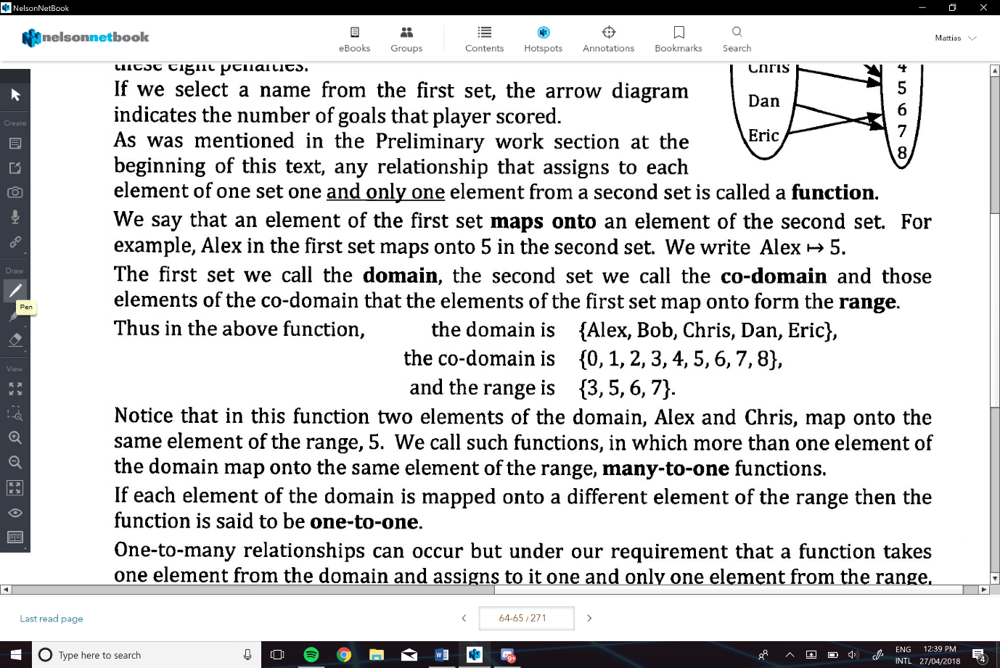 NelsonNetBook
nelsonnetbook
eBooks Groups Contents Hotspots Annotations Bookmarks Search
Mattias
Create
Draw
Pen
View
these eight penalties.
If we select a name from the first set, the arrow diagram
indicates the number of goals that player scored.
As was mentioned in the Preliminary work section at the
beginning of this text, any relationship that assigns to each
element of one set one and only one element from a second set is called a function.
Chris
Dan
Eric
4
5
6
7
8
We say that an element of the first set maps onto an element of the second set. For
example, Alex in the first set maps onto 5 in the second set. We write Alex ↦ 5.
The first set we call the domain, the second set we call the co-domain and those
elements of the co-domain that the elements of the first set map onto form the range.
Thus in the above function, the domain is {Alex, Bob, Chris, Dan, Eric},
the co-domain is {0, 1, 2, 3, 4, 5, 6, 7, 8},
and the range is {3, 5, 6, 7}.
Notice that in this function two elements of the domain, Alex and Chris, map onto the
same element of the range, 5. We call such functions, in which more than one element of
the domain map onto the same element of the range, many-to-one functions.
If each element of the domain is mapped onto a different element of the range then the
function is said to be one-to-one.
One-to-many relationships can occur but under our requirement that a function takes
one element from the domain and assigns to it one and only one element from the range,
Last read page
64-65 / 271
Type here to search
9+
ENG
INTL
12:39 PM
27/04/2018
4